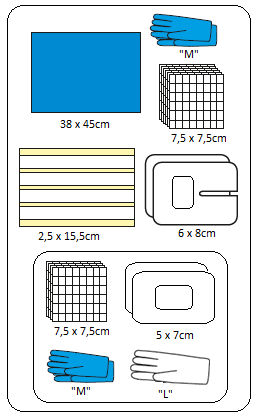 "M"
38 x 45cm
7,5 x 7,5cm
2,5 x 15,5cm
6 x 8cm
7,5 x 7,5cm
5 x 7cm
"M"
"L"